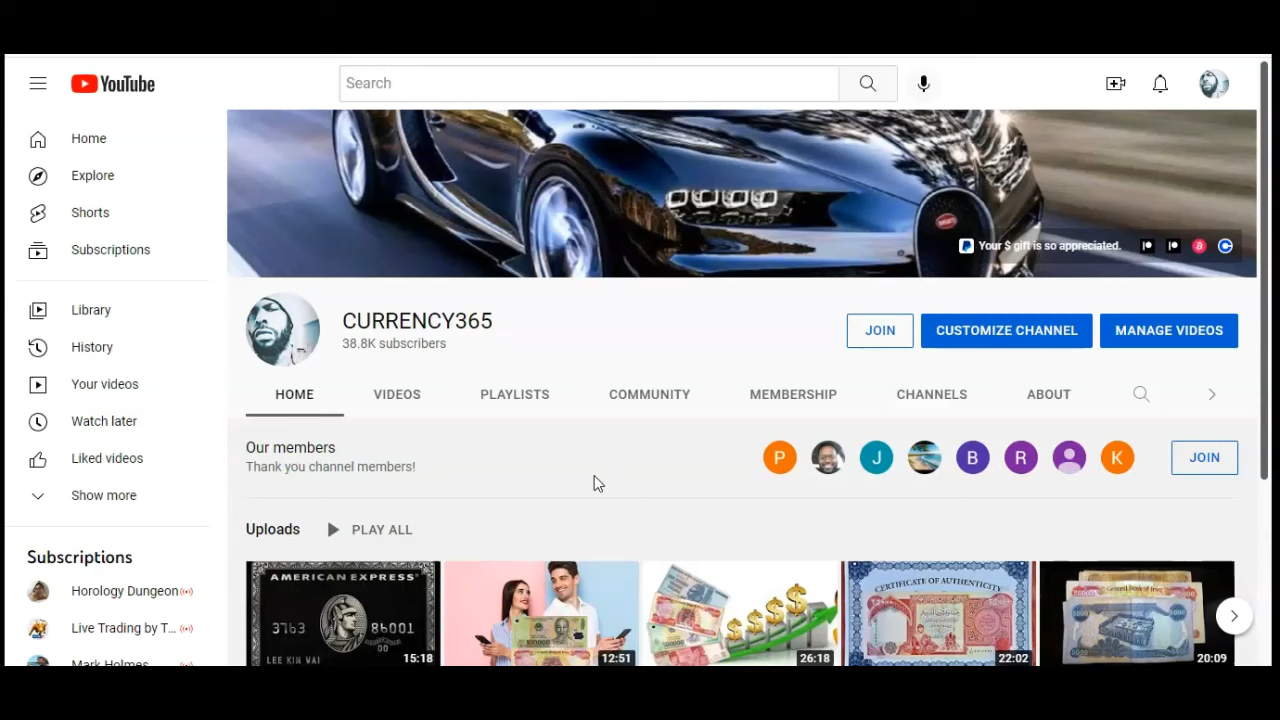 YouTube
Search
Home
Explore
Shorts
Subscriptions
Library
History
Your videos
Watch later
Liked videos
Show more
Subscriptions
Horology Dungeon
Live Trading by T...
Mark Holmes
Your $ gift is so appreciated.
CURRENCY365
38.8K subscribers
JOIN
CUSTOMIZE CHANNEL
MANAGE VIDEOS
HOME VIDEOS PLAYLISTS COMMUNITY MEMBERSHIP CHANNELS ABOUT
Our members
Thank you channel members!
P J B R K
JOIN
Uploads
PLAY ALL
AMERICAN EXPRESS
3763 86001
00
LEE KIN WAI
15:18
12:51
26:18
CERTIFICATE OF AUTHENTICITY
22:02
20:09